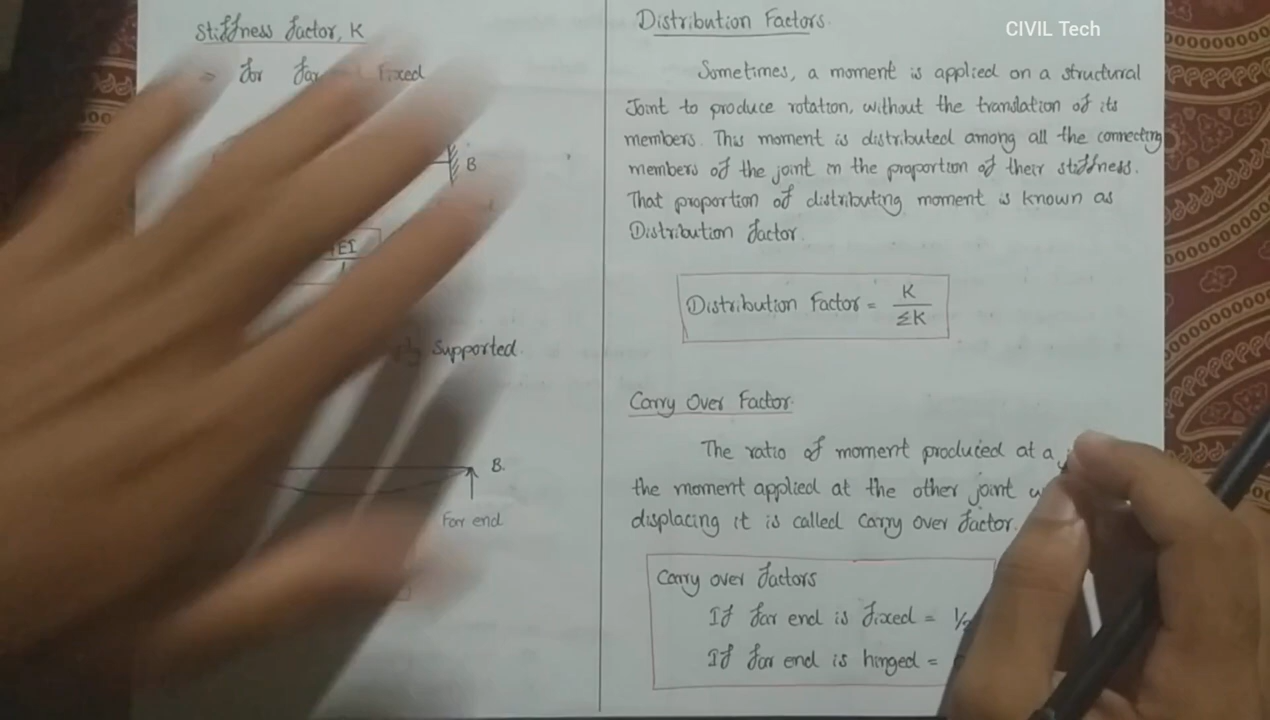 Stiffness factor, K
⇒ for Fixed
B
EI
Supported.
B.
Far end
Distribution Factors.
CIVIL Tech
Sometimes, a moment is applied on a structural
Joint to produce rotation, without the translation of its
members. This moment is distributed among all the connecting
members of the joint in the proportion of their stiffness.
That proportion of distributing moment is known as
Distribution factor.
Distribution Factor = K / ΣK
Carry Over Factor.
The ratio of moment produced at a
the moment applied at the other joint
displacing it is called carry over factor.
Carry over factors
If far end is fixed =
If far end is hinged =